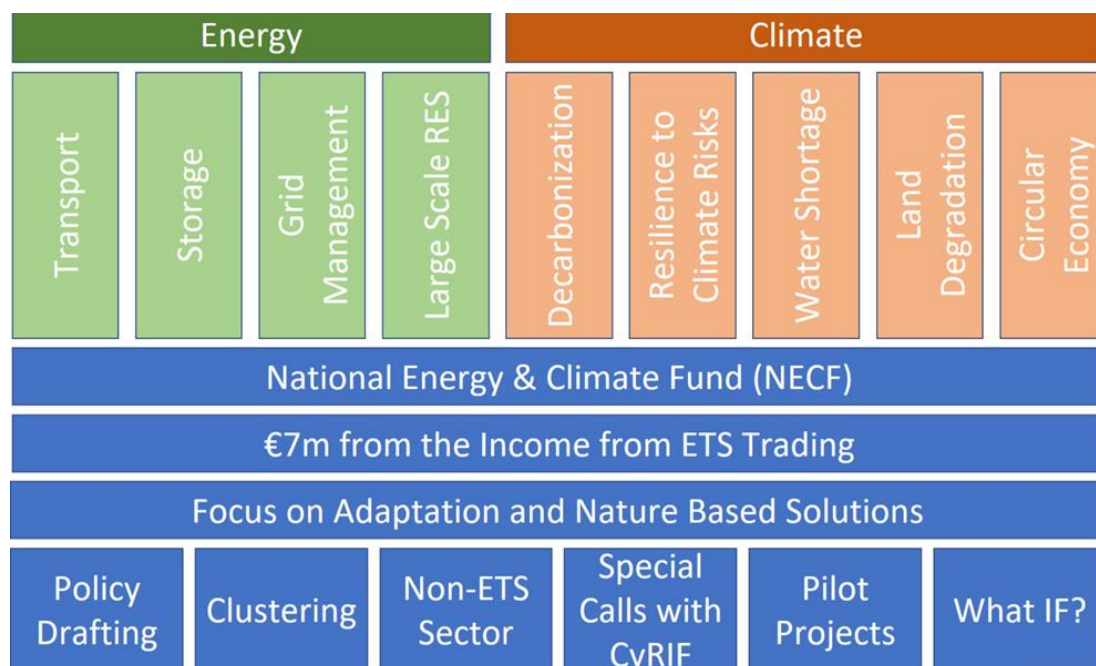 Energy
Climate
Transport
Storage
Grid
Management
Large Scale RES
Decarbonization
Resilience to
Climate Risks
Water Shortage
Land
Degradation
Circular
Economy
National Energy & Climate Fund (NECF)
€7m from the Income from ETS Trading
Focus on Adaptation and Nature Based Solutions
Policy
Drafting
Clustering
Non-ETS
Sector
Special
Calls with
CyRIF
Pilot
Projects
What IF?